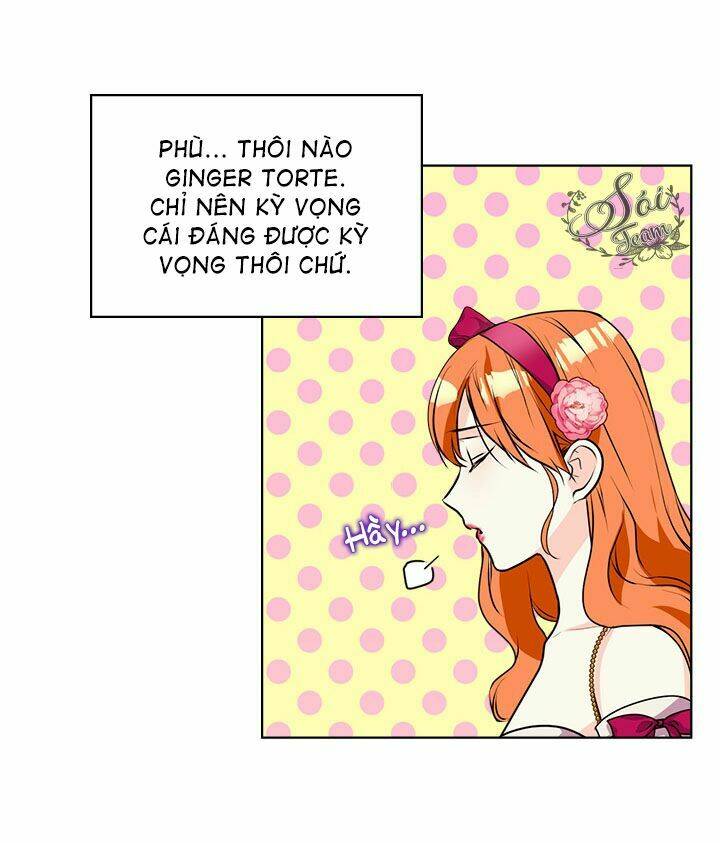 PHÙ... THÔI NÀO
GINGER TORTE.
CHỈ NÊN KỲ VỌNG
CÁI ĐÁNG ĐƯỢC KỲ
VỌNG THÔI CHỨ.
Sói
Team
Hầy...